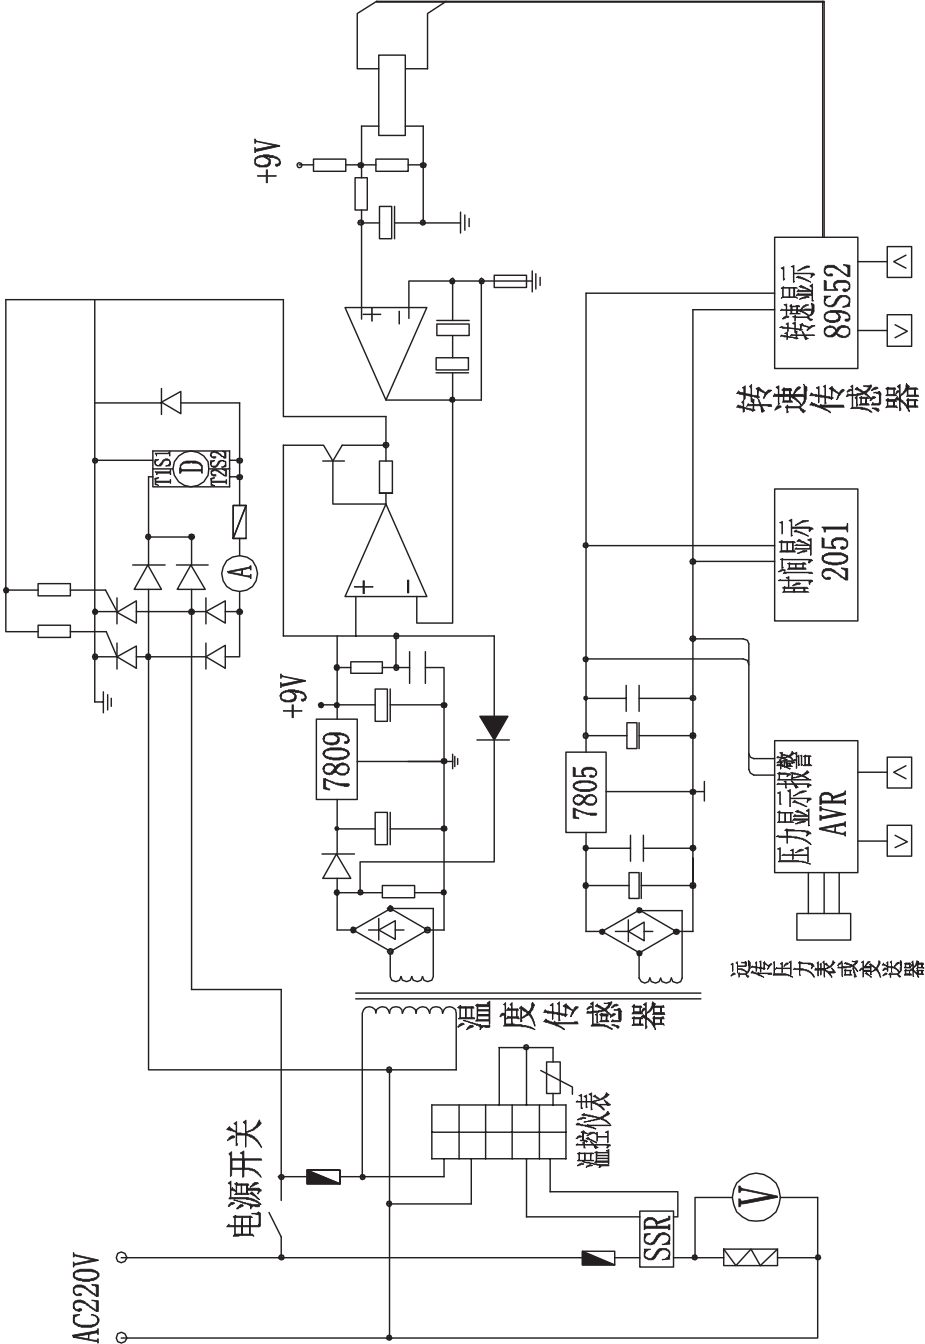 AC220V
电源开关
SSR
V
温控仪表
温度传感器
远传压力表或变送器
压力显示报警
AVR
>
<
7805
7809
+9V
时间显示
2051
转速传感器
转速显示
89S52
>
<
+
−
+
−
A
D
T1S1
T2S2
+9V